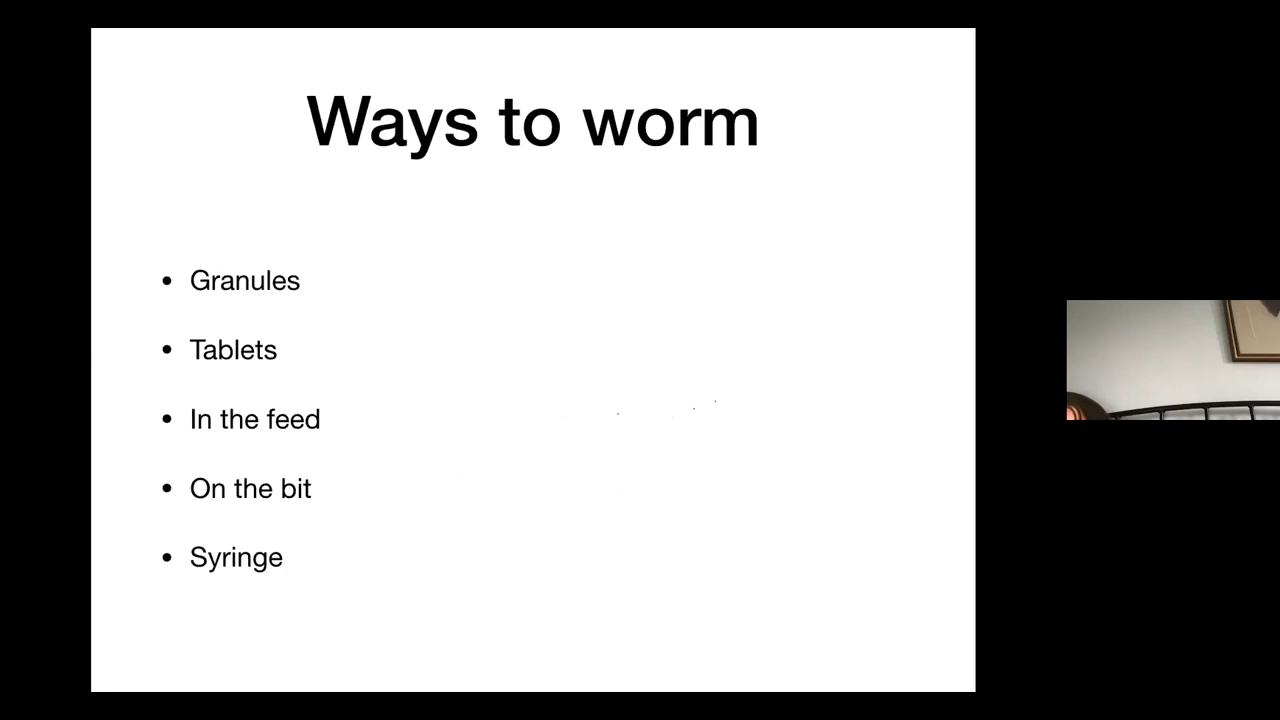 Ways to worm
• Granules
• Tablets
• In the feed
• On the bit
• Syringe